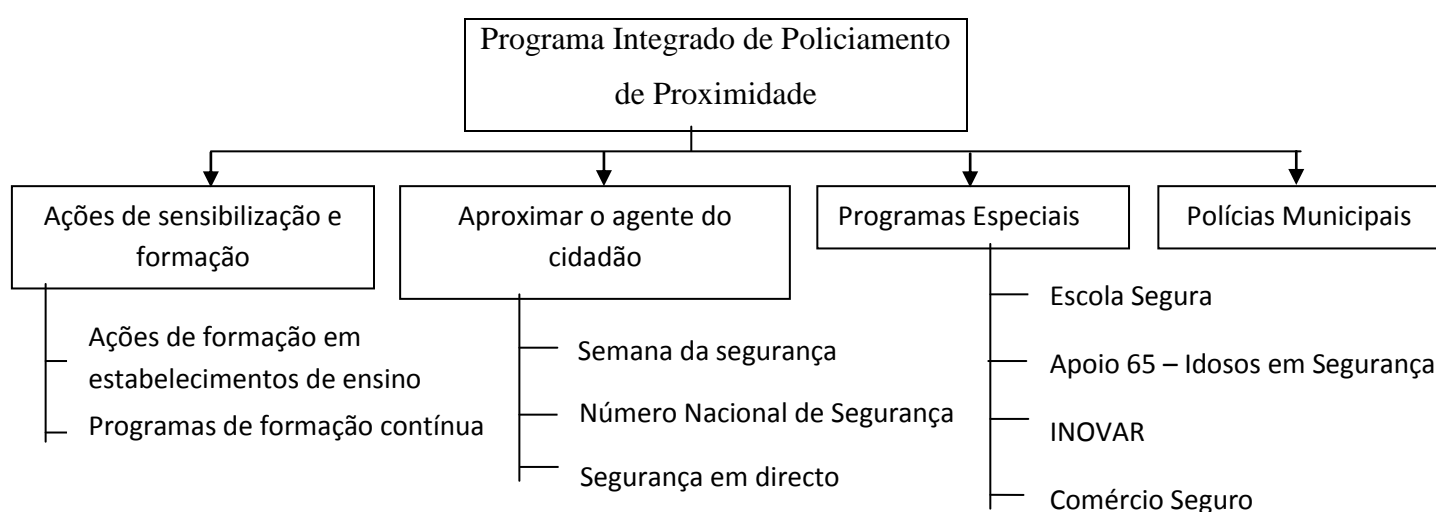 Programa Integrado de Policiamento
de Proximidade
Ações de sensibilização e
formação
Ações de formação em
estabelecimentos de ensino
Programas de formação contínua
Aproximar o agente do
cidadão
Semana da segurança
Número Nacional de Segurança
Segurança em directo
Programas Especiais
Escola Segura
Apoio 65 – Idosos em Segurança
INOVAR
Comércio Seguro
Polícias Municipais